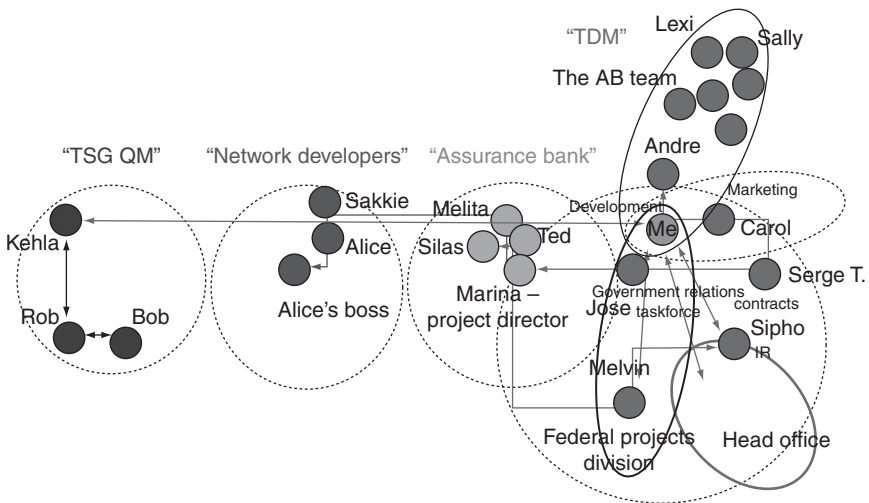 Lexi
“TDM”
Sally
The AB team
Andre
“TSG QM”
“Network developers”
“Assurance bank”
Marketing
Sakkie
Melita
Development
Kehla
Alice
Silas
Ted
Me
Carol
Serge T.
Alice’s boss
Marina –
project director
Government relations
Jose
taskforce
contracts
Rob
Bob
Sipho
IR
Melvin
Federal projects
division
Head office